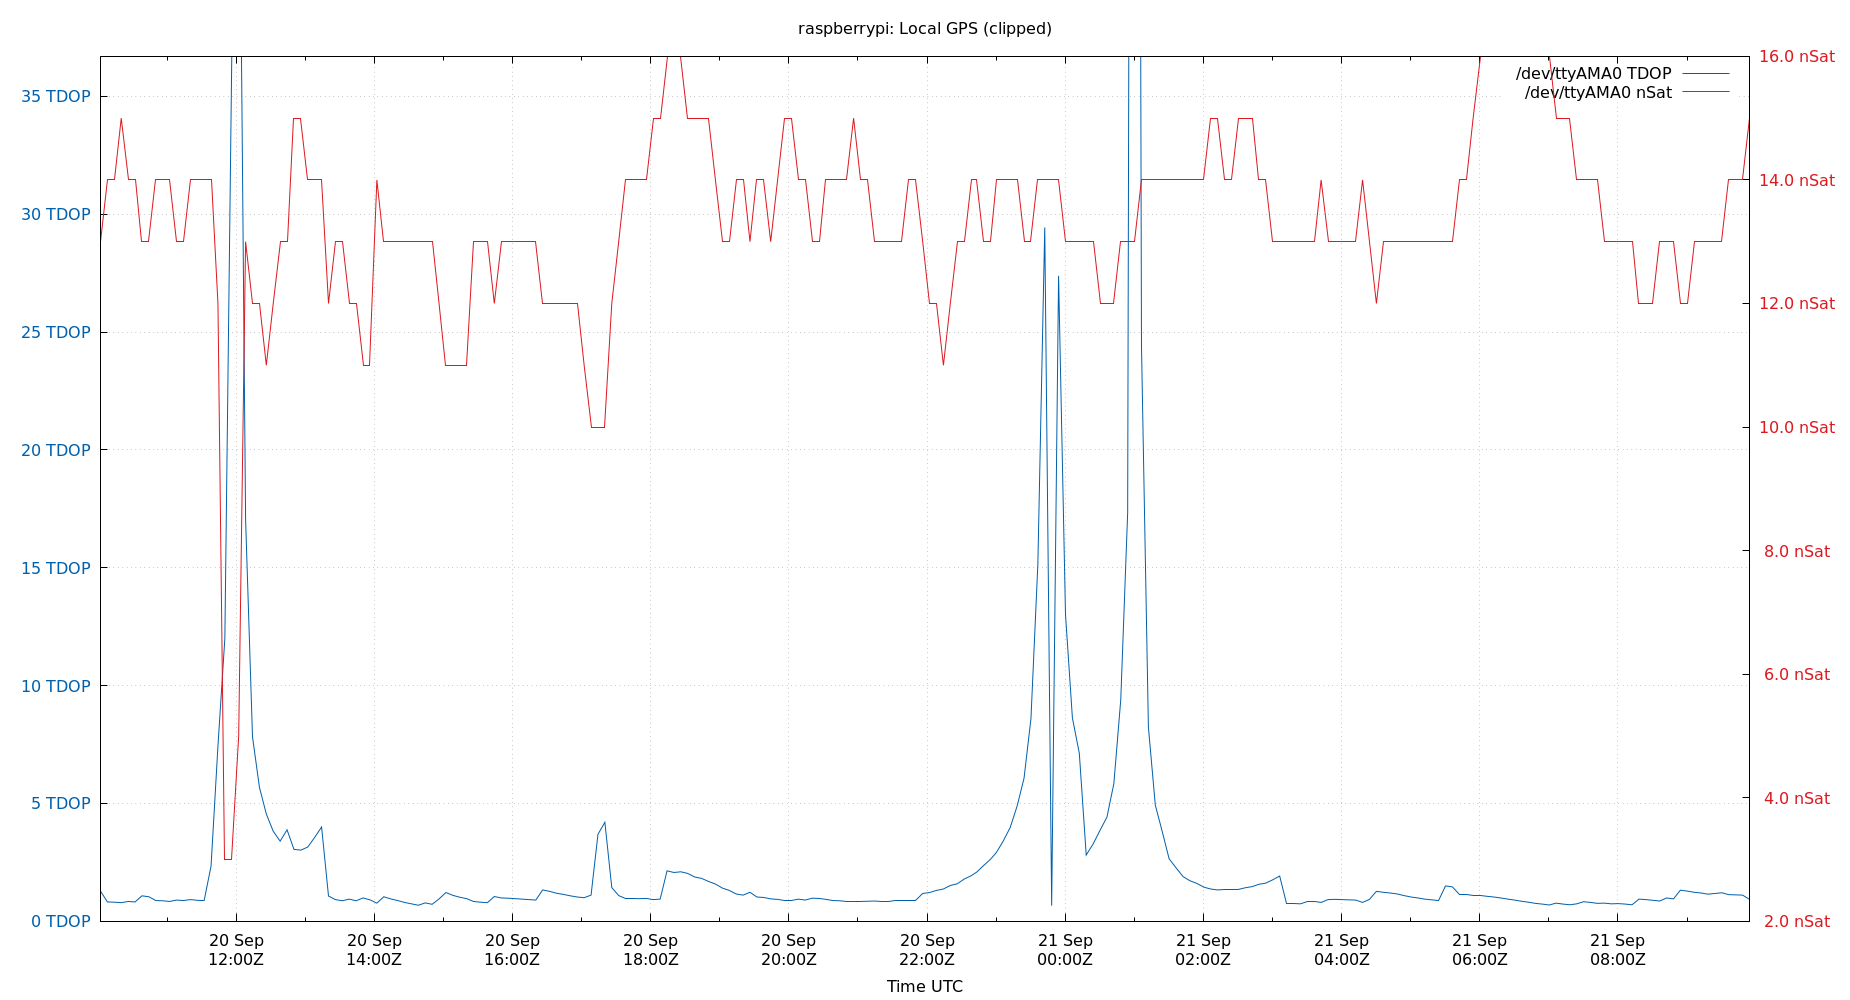 raspberrypi: Local GPS (clipped)
/dev/ttyAMA0 TDOP
/dev/ttyAMA0 nSat
35 TDOP
30 TDOP
25 TDOP
20 TDOP
15 TDOP
10 TDOP
5 TDOP
0 TDOP
16.0 nSat
14.0 nSat
12.0 nSat
10.0 nSat
8.0 nSat
6.0 nSat
4.0 nSat
2.0 nSat
20 Sep 20 Sep 20 Sep 20 Sep 20 Sep 20 Sep 21 Sep 21 Sep 21 Sep 21 Sep 21 Sep
12:00Z 14:00Z 16:00Z 18:00Z 20:00Z 22:00Z 00:00Z 02:00Z 04:00Z 06:00Z 08:00Z
Time UTC